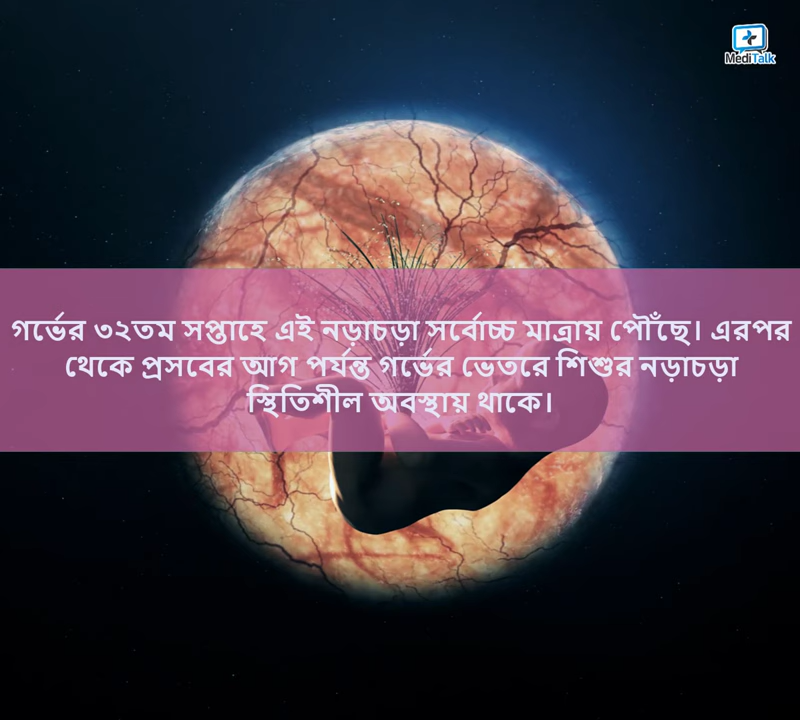 MediTalk
গর্ভের ৩২তম সপ্তাহে এই নড়াচড়া সর্বোচ্চ মাত্রায় পৌঁছে। এরপর
থেকে প্রসবের আগ পর্যন্ত গর্ভের ভেতরে শিশুর নড়াচড়া
স্থিতিশীল অবস্থায় থাকে।